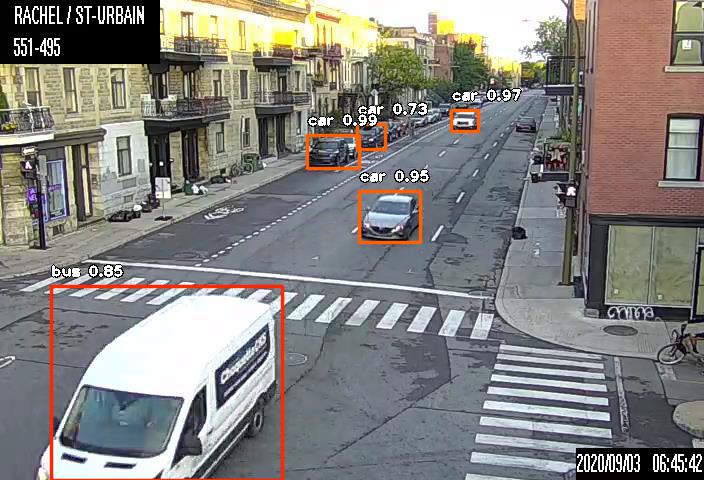 RACHEL / ST-URBAIN
551-495
car 0.97
car 0.73
car 0.99
car 0.95
bus 0.85
2020/09/03 06:45:42